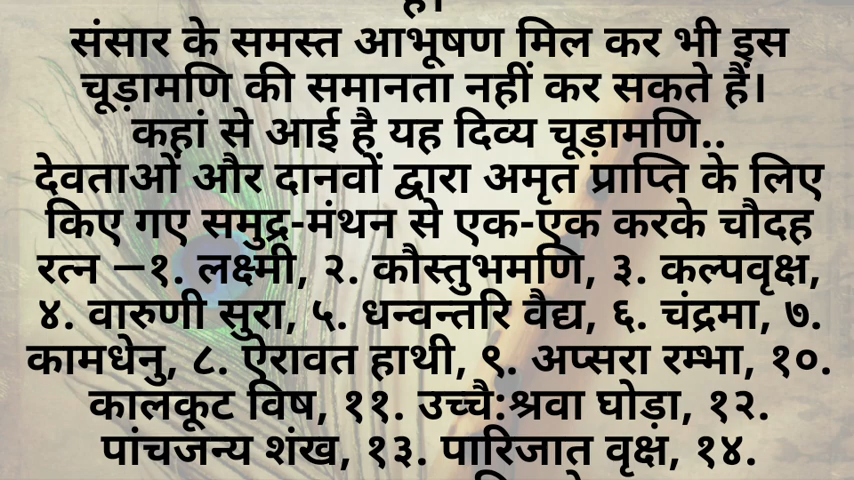 है।
संसार के समस्त आभूषण मिल कर भी इस
चूड़ामणि की समानता नहीं कर सकते हैं।
कहां से आई है यह दिव्य चूड़ामणि..
देवताओं और दानवों द्वारा अमृत प्राप्ति के लिए
किए गए समुद्र-मंथन से एक-एक करके चौदह
रत्न —१. लक्ष्मी, २. कौस्तुभमणि, ३. कल्पवृक्ष,
४. वारुणी सुरा, ५. धन्वन्तरि वैद्य, ६. चंद्रमा, ७.
कामधेनु, ८. ऐरावत हाथी, ९. अप्सरा रम्भा, १०.
कालकूट विष, ११. उच्चै:श्रवा घोड़ा, १२.
पांचजन्य शंख, १३. पारिजात वृक्ष, १४.